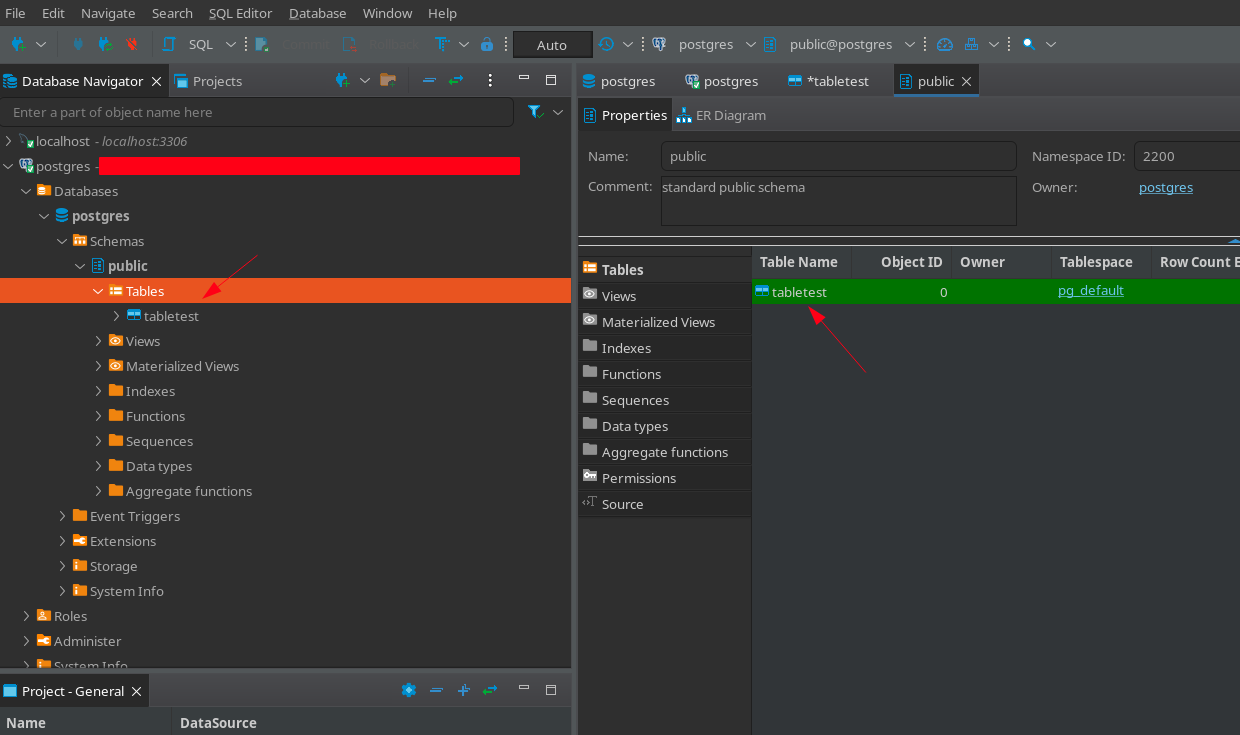 File Edit Navigate Search SQL Editor Database Window Help
SQL Auto postgres public@postgres
Database Navigator Projects
Enter a part of object name here
localhost - localhost:3306
postgres -
Databases
postgres
Schemas
public
Tables
tabletest
Views
Materialized Views
Indexes
Functions
Sequences
Data types
Aggregate functions
Event Triggers
Extensions
Storage
System Info
Roles
Administer
System Info
Project - General
Name DataSource
postgres postgres *tabletest public
Properties ER Diagram
Name: public Namespace ID: 2200
Comment: standard public schema Owner: postgres
Tables
Views
Materialized Views
Indexes
Functions
Sequences
Data types
Aggregate functions
Permissions
Source
Table Name Object ID Owner Tablespace Row Count E
tabletest 0 pg_default